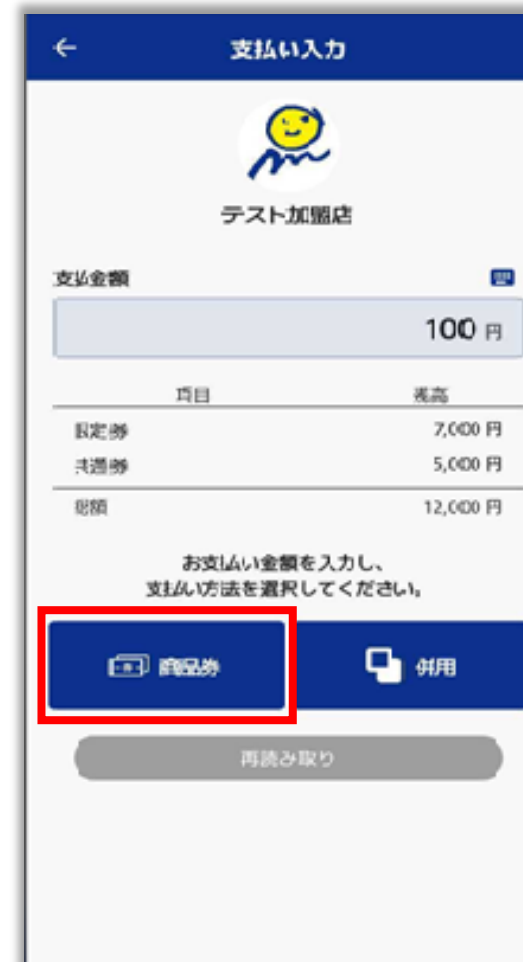 支払い入力
テスト加盟店
支払金額
100 円
項目 残高
限定券 7,000 円
共通券 5,000 円
総額 12,000 円
お支払い金額を入力し、
支払い方法を選択してください。
商品券 併用
再読み取り